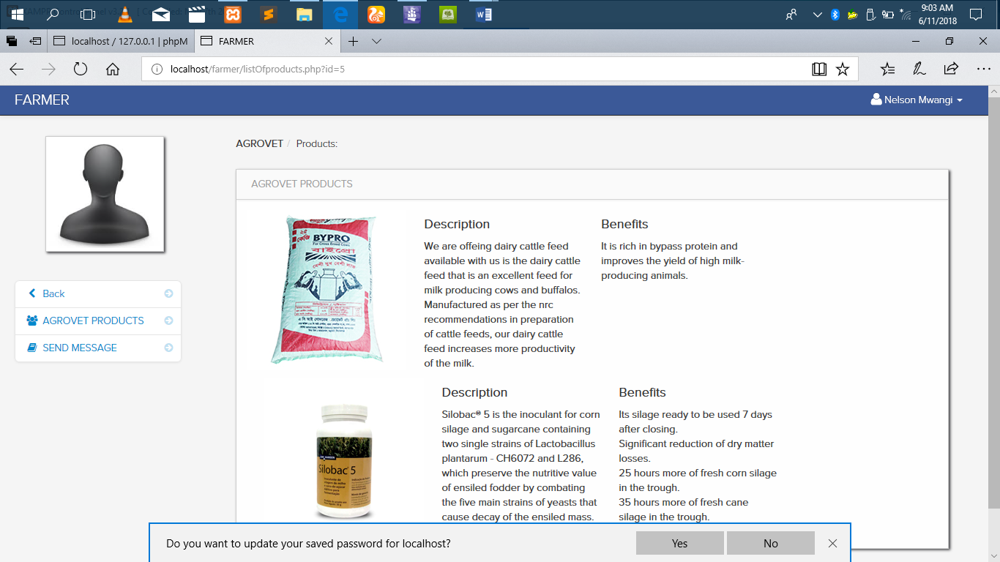 9:03 AM
6/11/2018
localhost / 127.0.0.1 | phpM
FARMER
localhost/farmer/listOfproducts.php?id=5
FARMER
Nelson Mwangi
AGROVET / Products:
Back
AGROVET PRODUCTS
SEND MESSAGE
AGROVET PRODUCTS
BYPRO
For Cross Breed Cows
বাইপ্রো
২৫
কেজি
Description
We are offeing dairy cattle feed
available with us is the dairy cattle
feed that is an excellent feed for
milk producing cows and buffalos.
Manufactured as per the nrc
recommendations in preparation
of cattle feeds, our dairy cattle
feed increases more productivity
of the milk.
Benefits
It is rich in bypass protein and
improves the yield of high milk-
producing animals.
Silobac® 5
Description
Silobac® 5 is the inoculant for corn
silage and sugarcane containing
two single strains of Lactobacillus
plantarum - CH6072 and L286,
which preserve the nutritive value
of ensiled fodder by combating
the five main strains of yeasts that
cause decay of the ensiled mass.
Benefits
Its silage ready to be used 7 days
after closing.
Significant reduction of dry matter
losses.
25 hours more of fresh corn silage
in the trough.
35 hours more of fresh cane
silage in the trough.
Do you want to update your saved password for localhost?
Yes
No